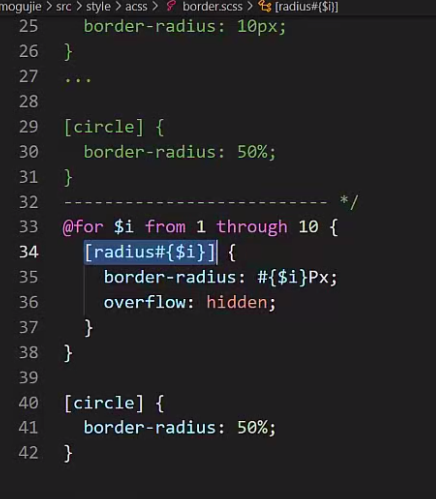 mogujie > src > style > acss > border.scss > [radius#{$i}]
25 border-radius: 10px;
26 }
27 ...
28
29 [circle] {
30 border-radius: 50%;
31 }
32 -------------------------- */
33 @for $i from 1 through 10 {
34 [radius#{$i}] {
35 border-radius: #{$i}Px;
36 overflow: hidden;
37 }
38 }
39
40 [circle] {
41 border-radius: 50%;
42 }